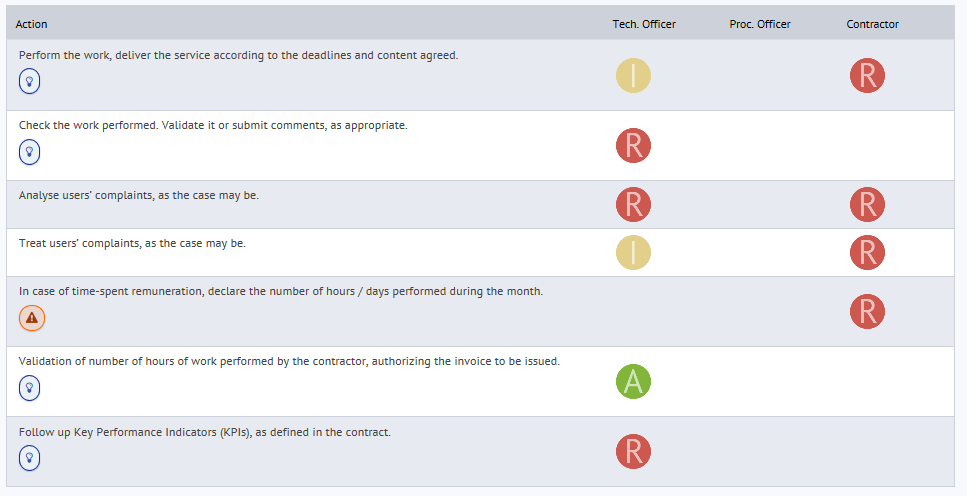 Action Tech. Officer Proc. Officer Contractor
Perform the work, deliver the service according to the deadlines and content agreed.
I R
Check the work performed. Validate it or submit comments, as appropriate.
R
Analyse users' complaints, as the case may be.
R R
Treat users' complaints, as the case may be.
I R
In case of time-spent remuneration, declare the number of hours / days performed during the month.
R
Validation of number of hours of work performed by the contractor, authorizing the invoice to be issued.
A
Follow up Key Performance Indicators (KPIs), as defined in the contract.
R